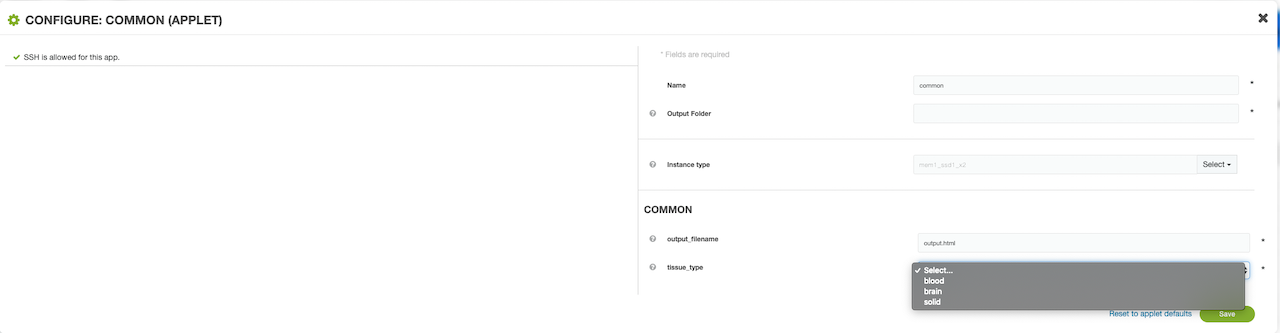 CONFIGURE: COMMON (APPLET)
SSH is allowed for this app.
* Fields are required
Name
common
*
Output Folder
*
Instance type
mem1_ssd1_x2
Select
COMMON
output_filename
output.html
*
tissue_type
Select...
*
blood
brain
solid
Reset to applet defaults
Save